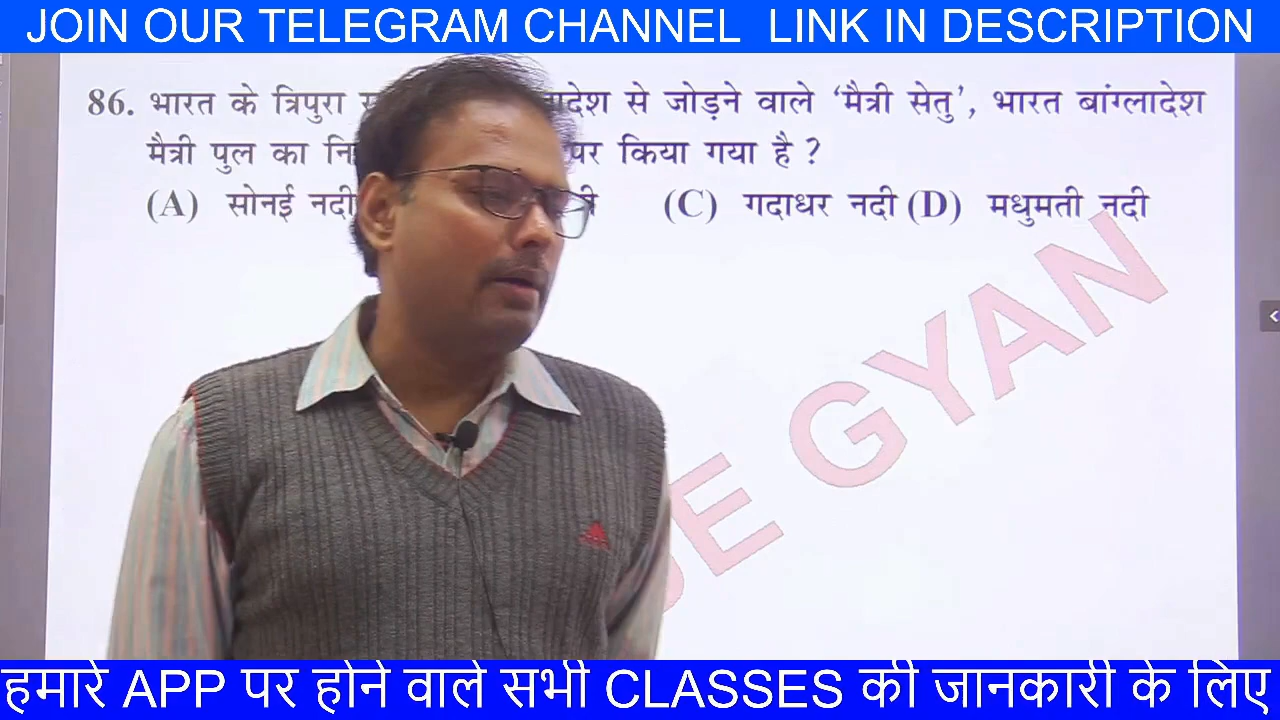 JOIN OUR TELEGRAM CHANNEL LINK IN DESCRIPTION
86. भारत के त्रिपुरा से जोड़ने वाले ‘मैत्री सेतु’, भारत बांग्लादेश
मैत्री पुल का पर किया गया है ?
(A) सोनई नदी (C) गदाधर नदी (D) मधुमती नदी
GYAN
हमारे APP पर होने वाले सभी CLASSES की जानकारी के लिए